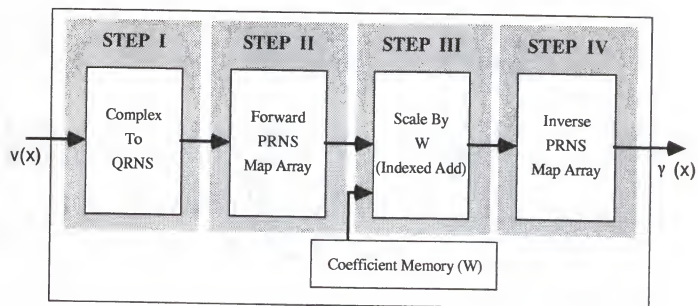 STEP I
STEP II
STEP III
STEP IV
v(x)
Complex
To
QRNS
Forward
PRNS
Map Array
Scale By
W
(Indexed Add)
Inverse
PRNS
Map Array
γ (x)
Coefficient Memory (W)